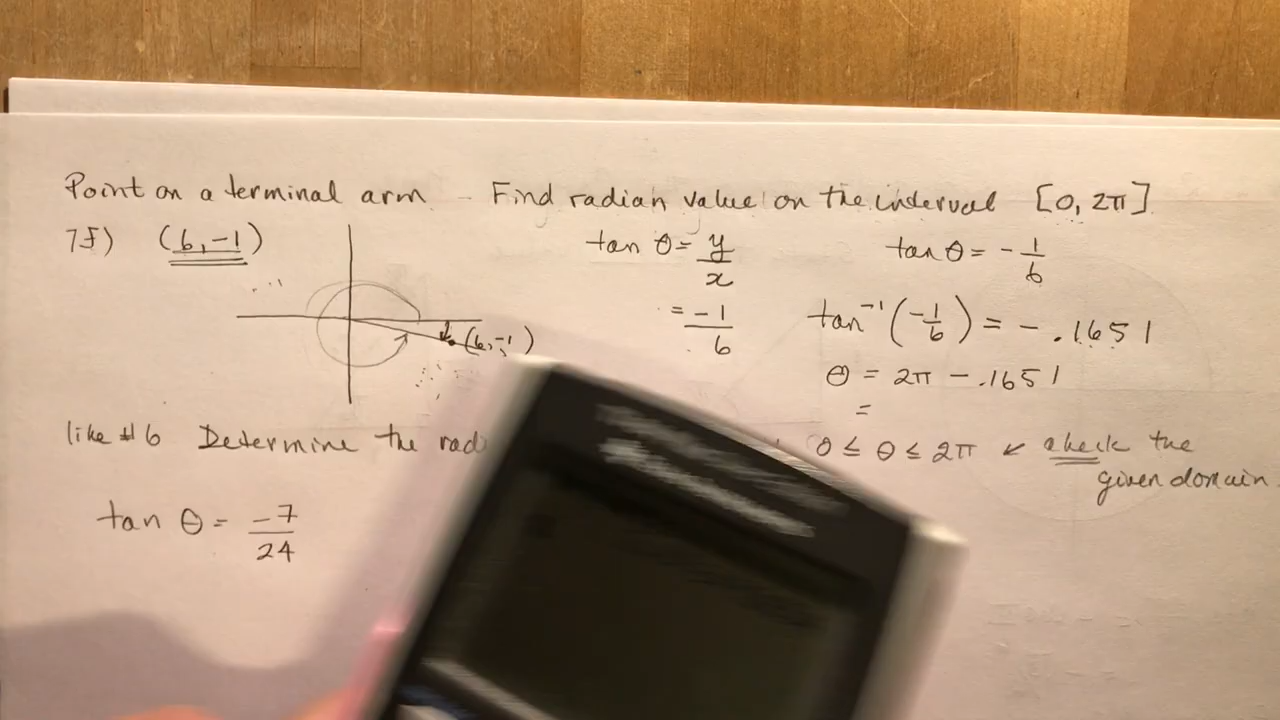 Point on a terminal arm - Find radian value on the interval [0, 2π]
7f) (6,-1)
tan θ = y/x
= -1/6
(6,-1)
tan θ = -1/6
tan⁻¹(-1/6) = -.1651
θ = 2π - .1651
=
like #6 Determine the rad 0 ≤ θ ≤ 2π ↙ check the
given domain.
tan θ = -7/24